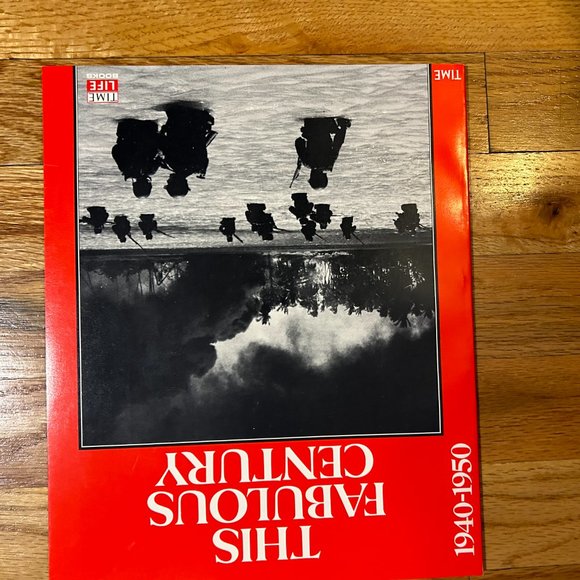 THIS
FABULOUS
CENTURY
1940-1950
TIME
LIFE
BOOKS
TIME